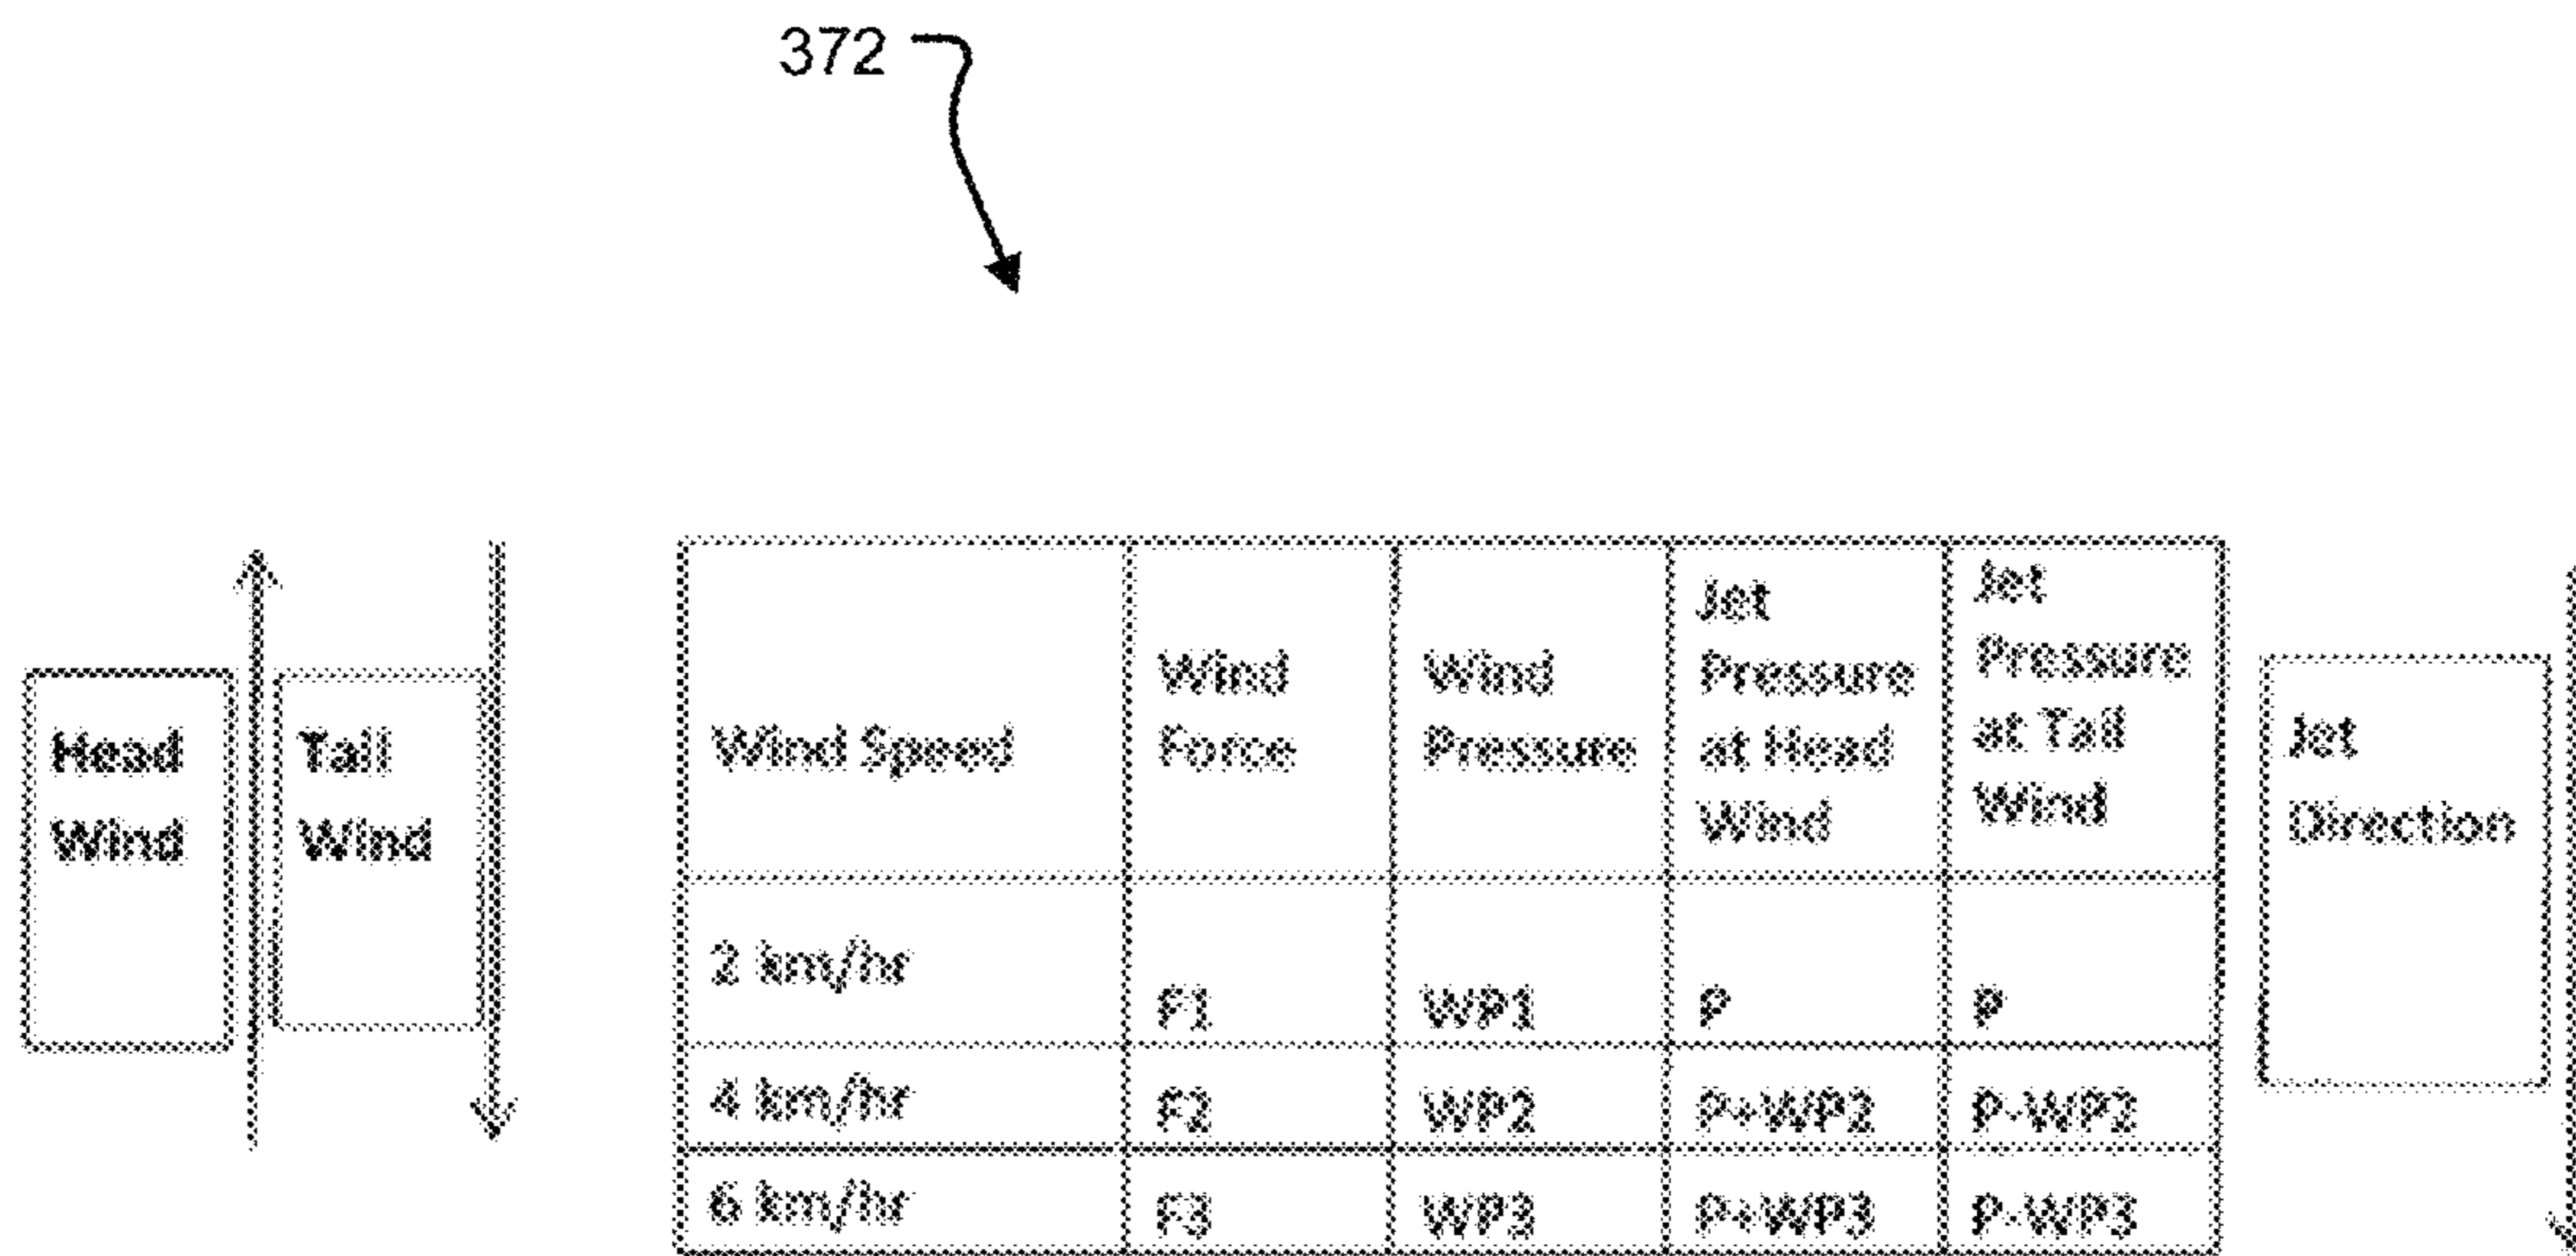 372
Head
Wind
Tail
Wind
Wind Speed
Wind
Force
Wind
Pressure
Jet
Pressure
at Head
Wind
Jet
Pressure
at Tail
Wind
2 km/hr
F1
WP1
P
P
4 km/hr
F2
WP2
P+WP2
P-WP2
6 km/hr
F3
WP3
P+WP3
P-WP3
Jet
Direction